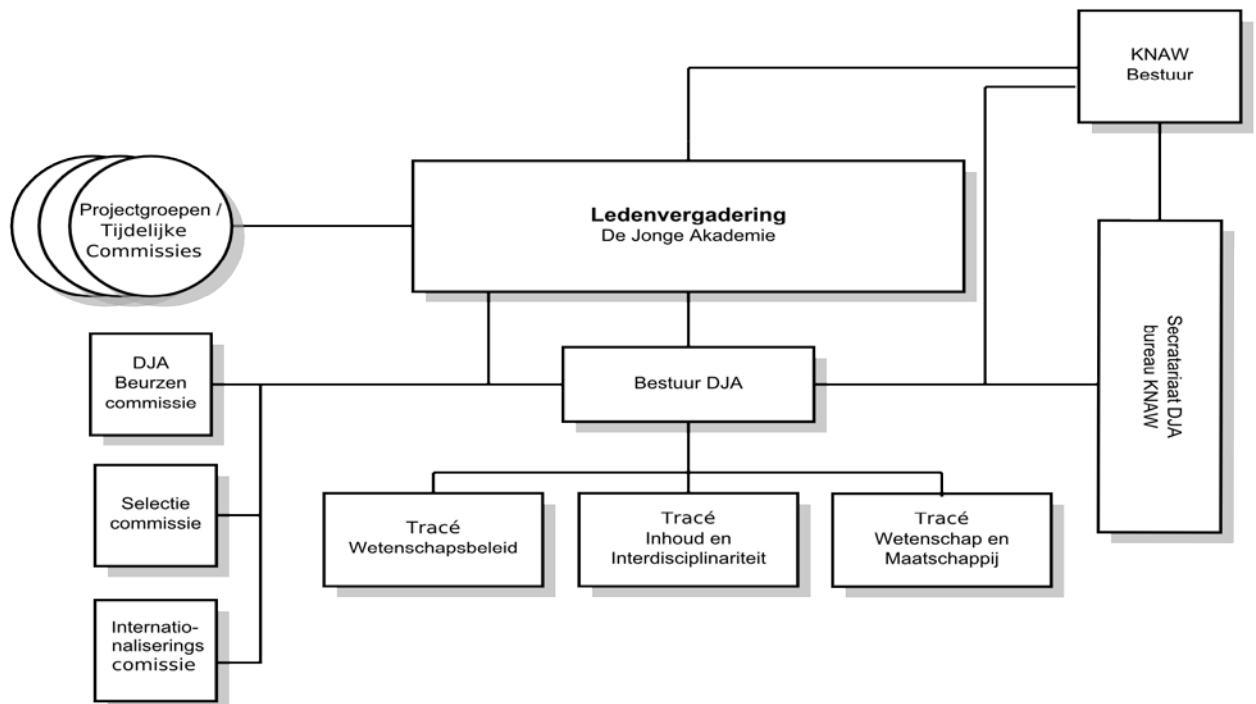 KNAW
Bestuur
Ledenvergadering
De Jonge Akademie
Projectgroepen /
Tijdelijke
Commissies
Secratariaat DJA
bureau KNAW
DJA
Beurzen
commissie
Bestuur DJA
Selectie
commissie
Tracé
Wetenschapsbeleid
Tracé
Inhoud en
Interdisciplinariteit
Tracé
Wetenschap en
Maatschappij
Internatio-
naliserings
comissie